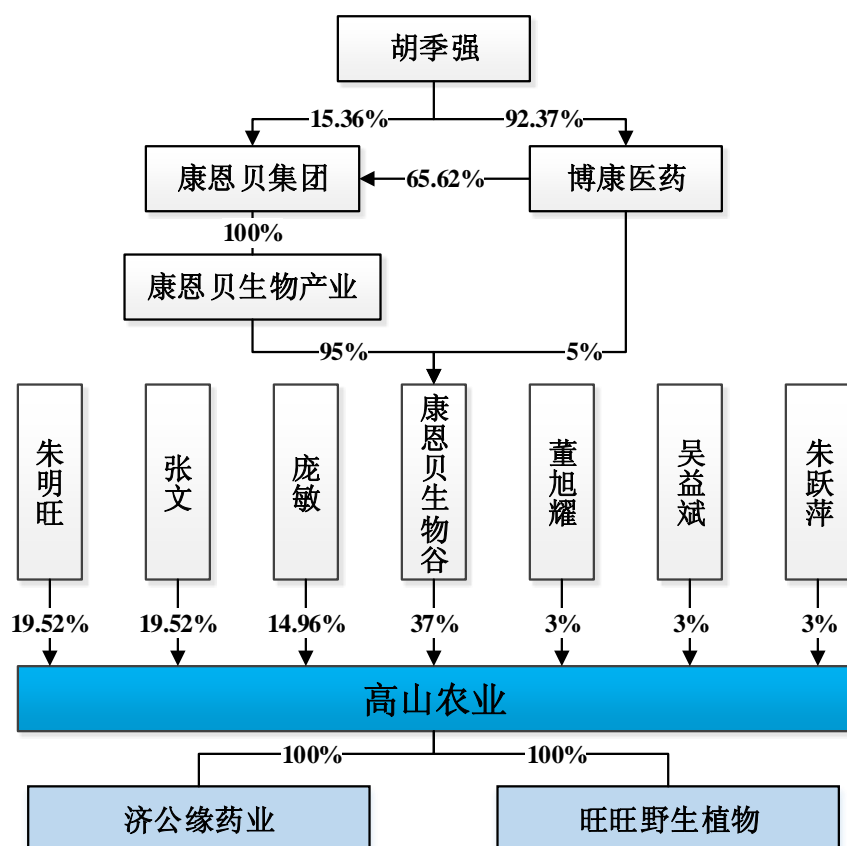 胡季强
15.36%
92.37%
康恩贝集团
65.62%
博康医药
100%
康恩贝生物产业
95%
5%
朱明旺
张文
庞敏
康恩贝生物谷
董旭耀
吴益斌
朱跃萍
19.52%
19.52%
14.96%
37%
3%
3%
3%
高山农业
100%
100%
济公缘药业
旺旺野生植物